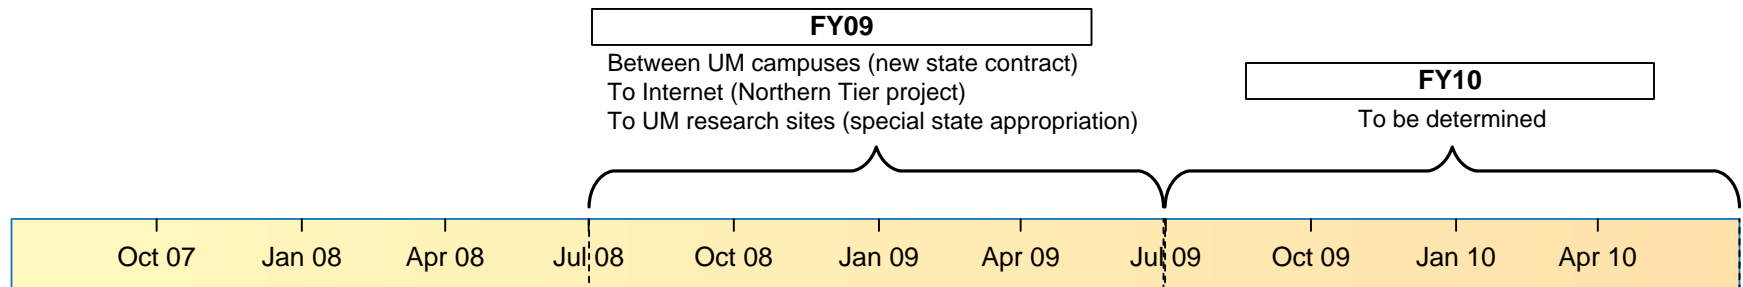 FY09
Between UM campuses (new state contract)
To Internet (Northern Tier project)
To UM research sites (special state appropriation)
FY10
To be determined
Oct 07 Jan 08 Apr 08 Jul 08 Oct 08 Jan 09 Apr 09 Jul 09 Oct 09 Jan 10 Apr 10